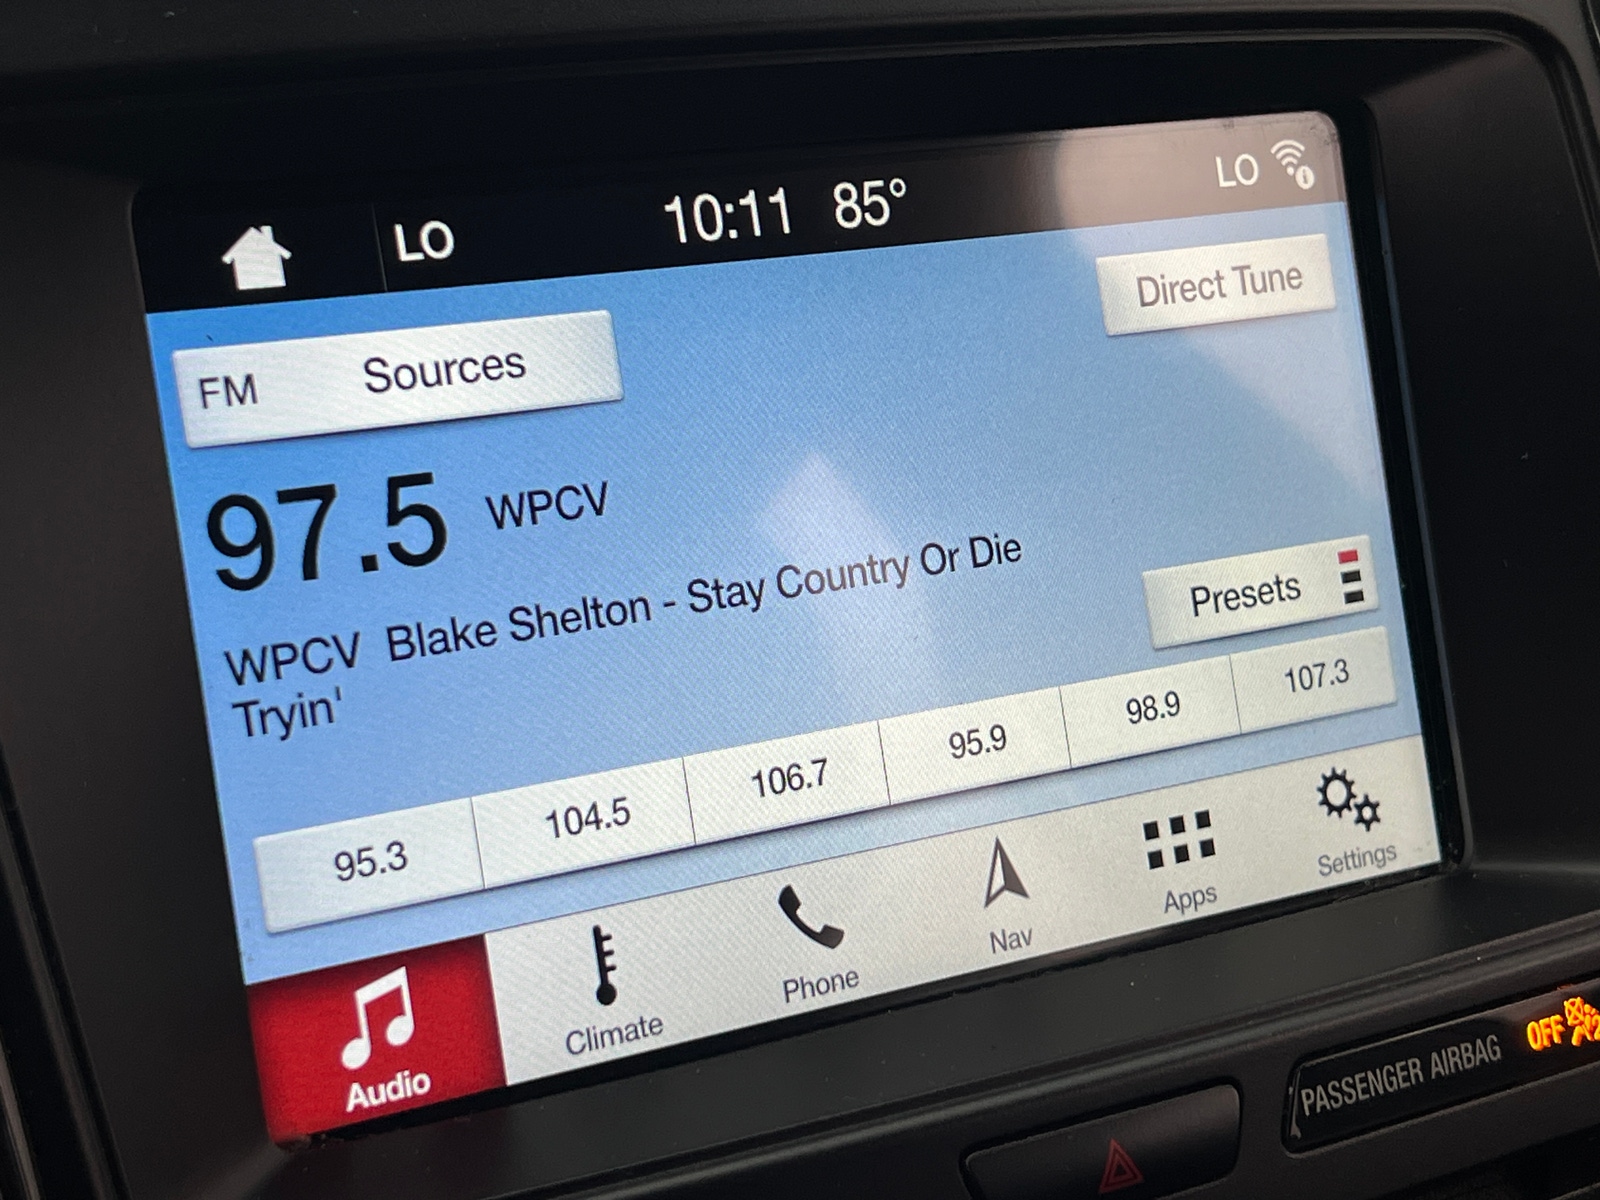 LO 10:11 85° LO
Direct Tune
FM Sources
97.5 WPCV
WPCV Blake Shelton - Stay Country Or Die
Tryin'
Presets
95.3 104.5 106.7 95.9 98.9 107.3
Audio Climate Phone Nav Apps Settings
PASSENGER AIRBAG OFF